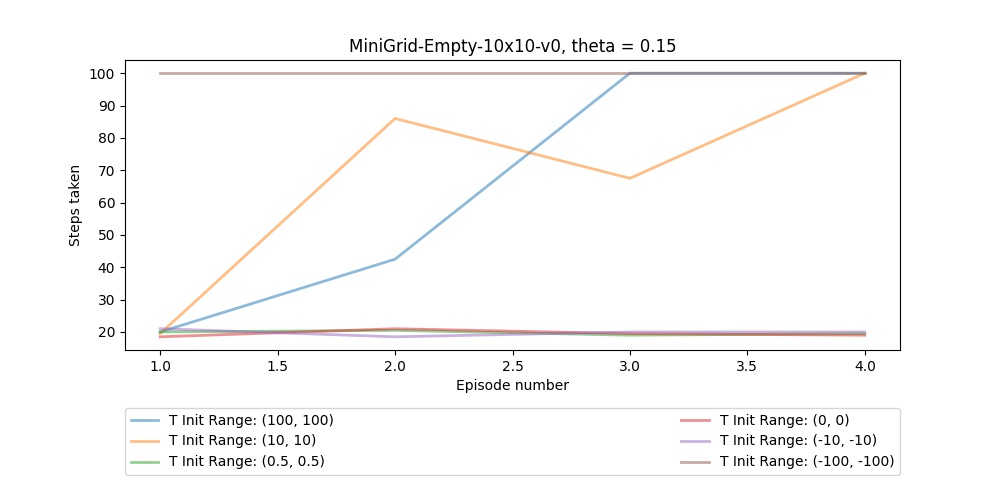 MiniGrid-Empty-10x10-v0, theta = 0.15
100
90
80
70
60
50
40
30
20
Steps taken
1.0 1.5 2.0 2.5 3.0 3.5 4.0
Episode number
T Init Range: (100, 100)
T Init Range: (10, 10)
T Init Range: (0.5, 0.5)
T Init Range: (0, 0)
T Init Range: (-10, -10)
T Init Range: (-100, -100)